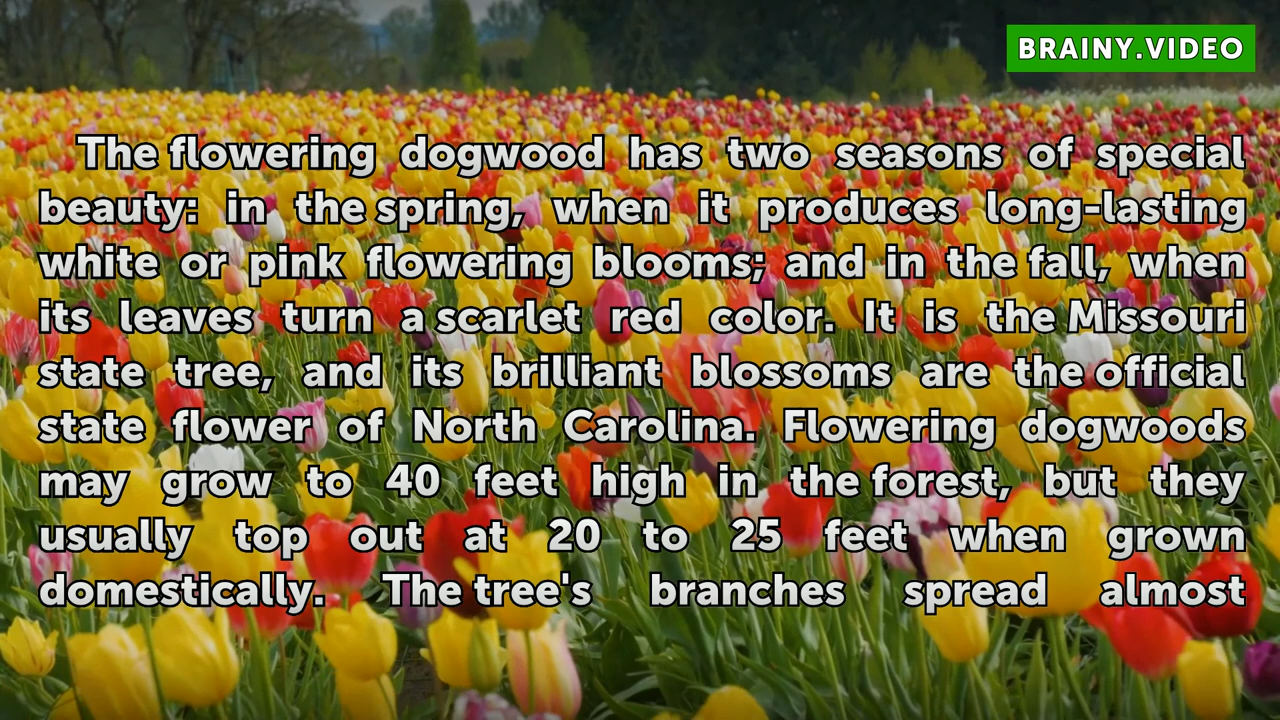 BRAINY.VIDEO
The flowering dogwood has two seasons of special
beauty: in the spring, when it produces long-lasting
white or pink flowering blooms; and in the fall, when
its leaves turn a scarlet red color. It is the Missouri
state tree, and its brilliant blossoms are the official
state flower of North Carolina. Flowering dogwoods
may grow to 40 feet high in the forest, but they
usually top out at 20 to 25 feet when grown
domestically. The tree's branches spread almost